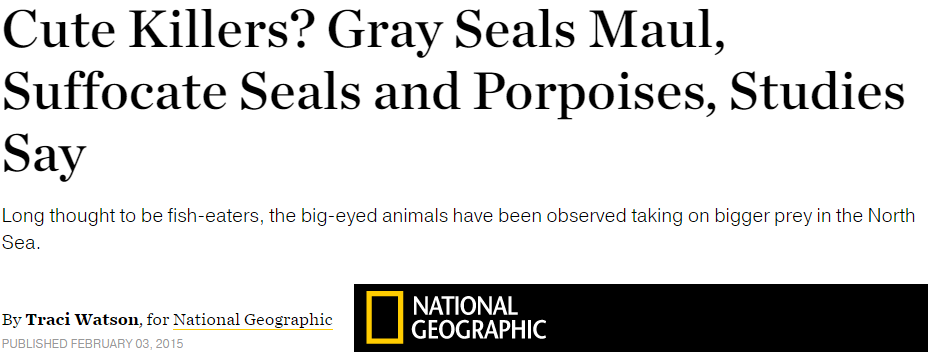 Cute Killers? Gray Seals Maul,
Suffocate Seals and Porpoises, Studies
Say
Long thought to be fish-eaters, the big-eyed animals have been observed taking on bigger prey in the North
Sea.
By Traci Watson, for National Geographic
PUBLISHED FEBRUARY 03, 2015
NATIONAL
GEOGRAPHIC